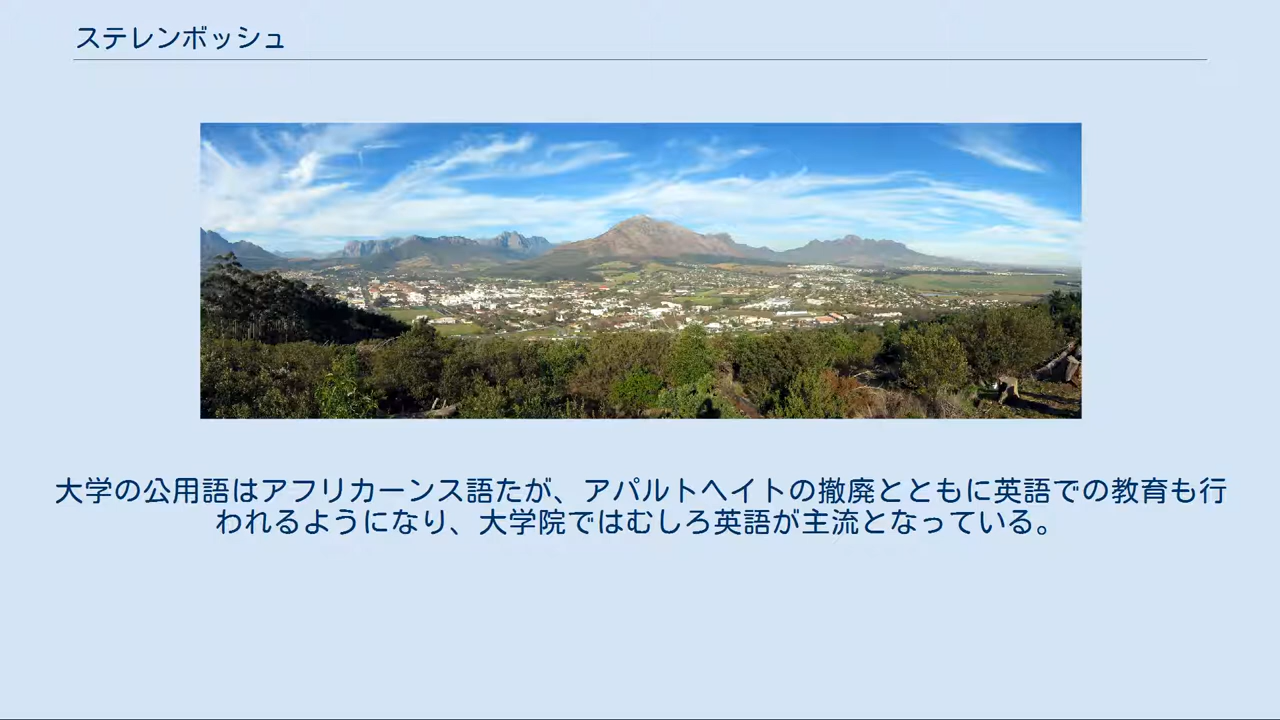 ステレンボッシュ
大学の公用語はアフリカーンス語たが、アパルトヘイトの撤廃とともに英語での教育も行
われるようになり、大学院ではむしろ英語が主流となっている。